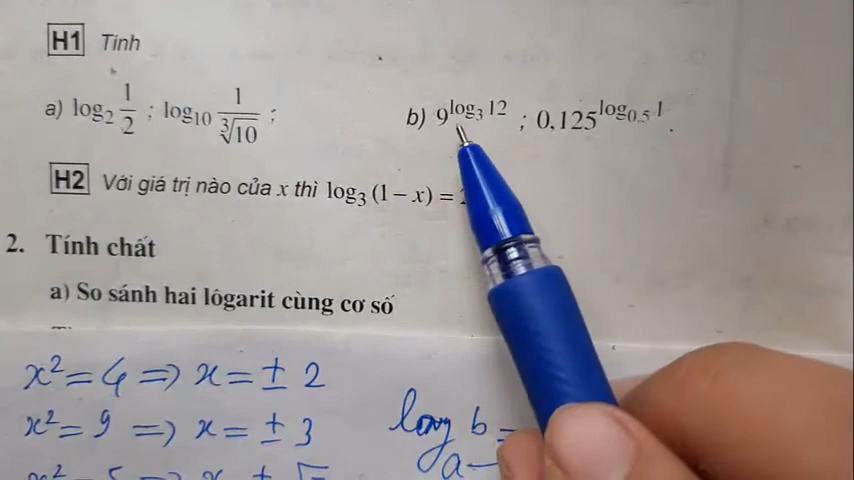 H1 Tính
a) log₂ 1/2 ; log₁₀ 1/∛10 ; b) 9^(log₃ 12) ; 0,125^(log₀.₅ 1) .
H2 Với giá trị nào của x thì log₃ (1 − x) =
2. Tính chất
a) So sánh hai lôgarit cùng cơ số
x² = 4 => x = ± 2
x² = 9 => x = ± 3
b =
a